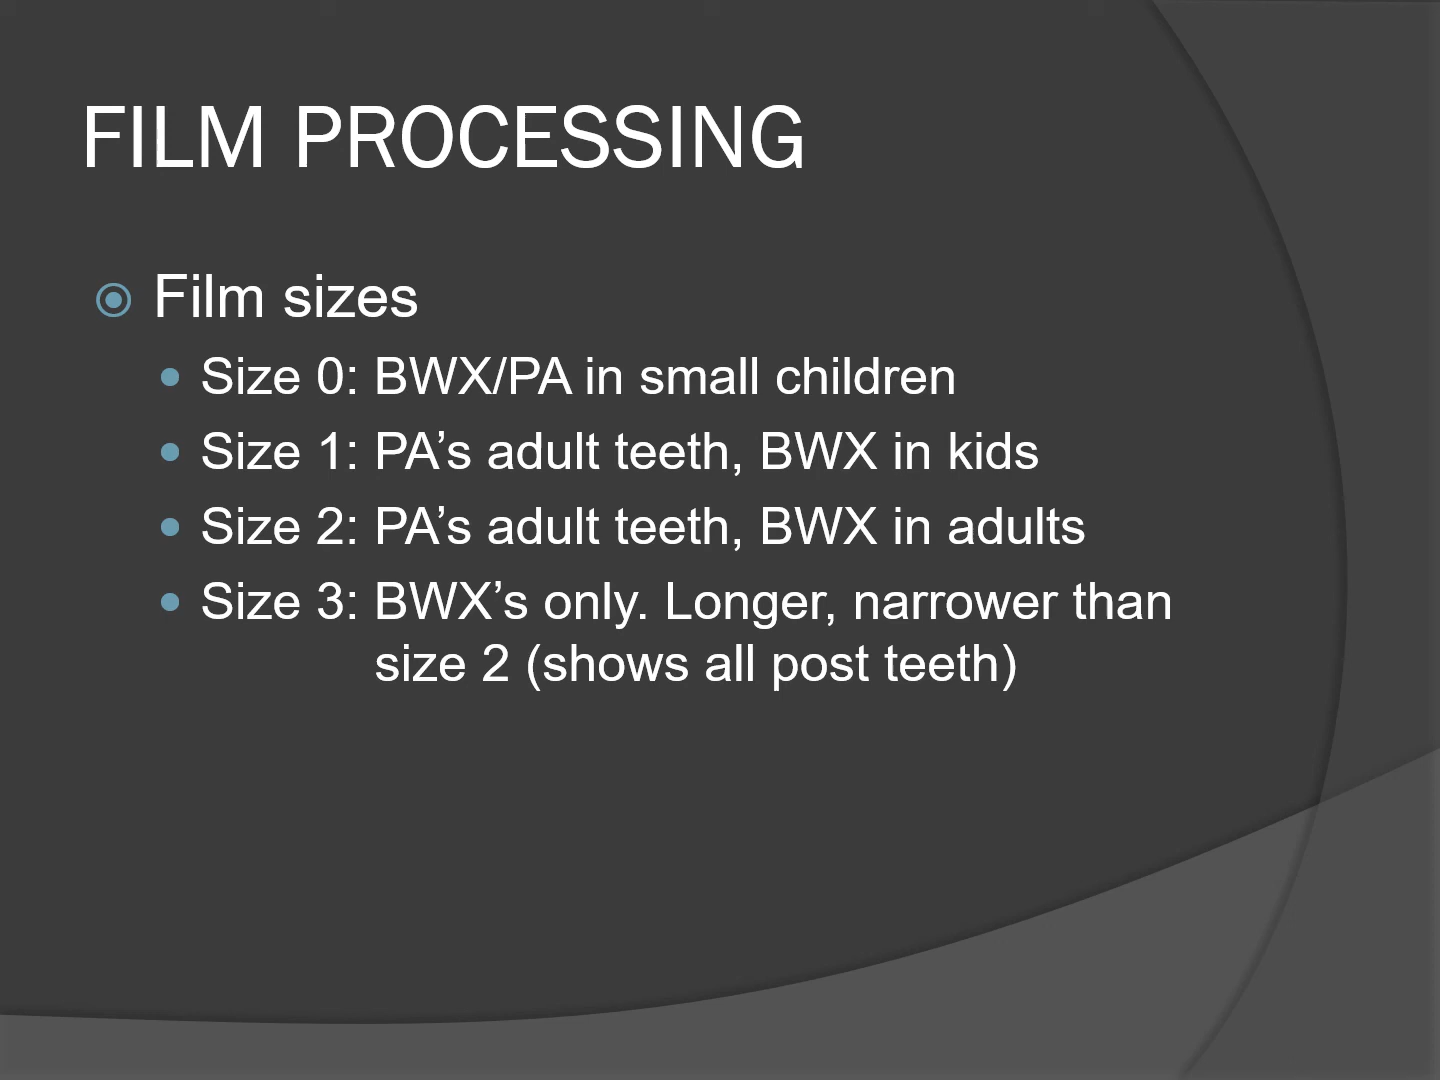 FILM PROCESSING
Film sizes
Size 0: BWX/PA in small children
Size 1: PA’s adult teeth, BWX in kids
Size 2: PA’s adult teeth, BWX in adults
Size 3: BWX’s only. Longer, narrower than
size 2 (shows all post teeth)